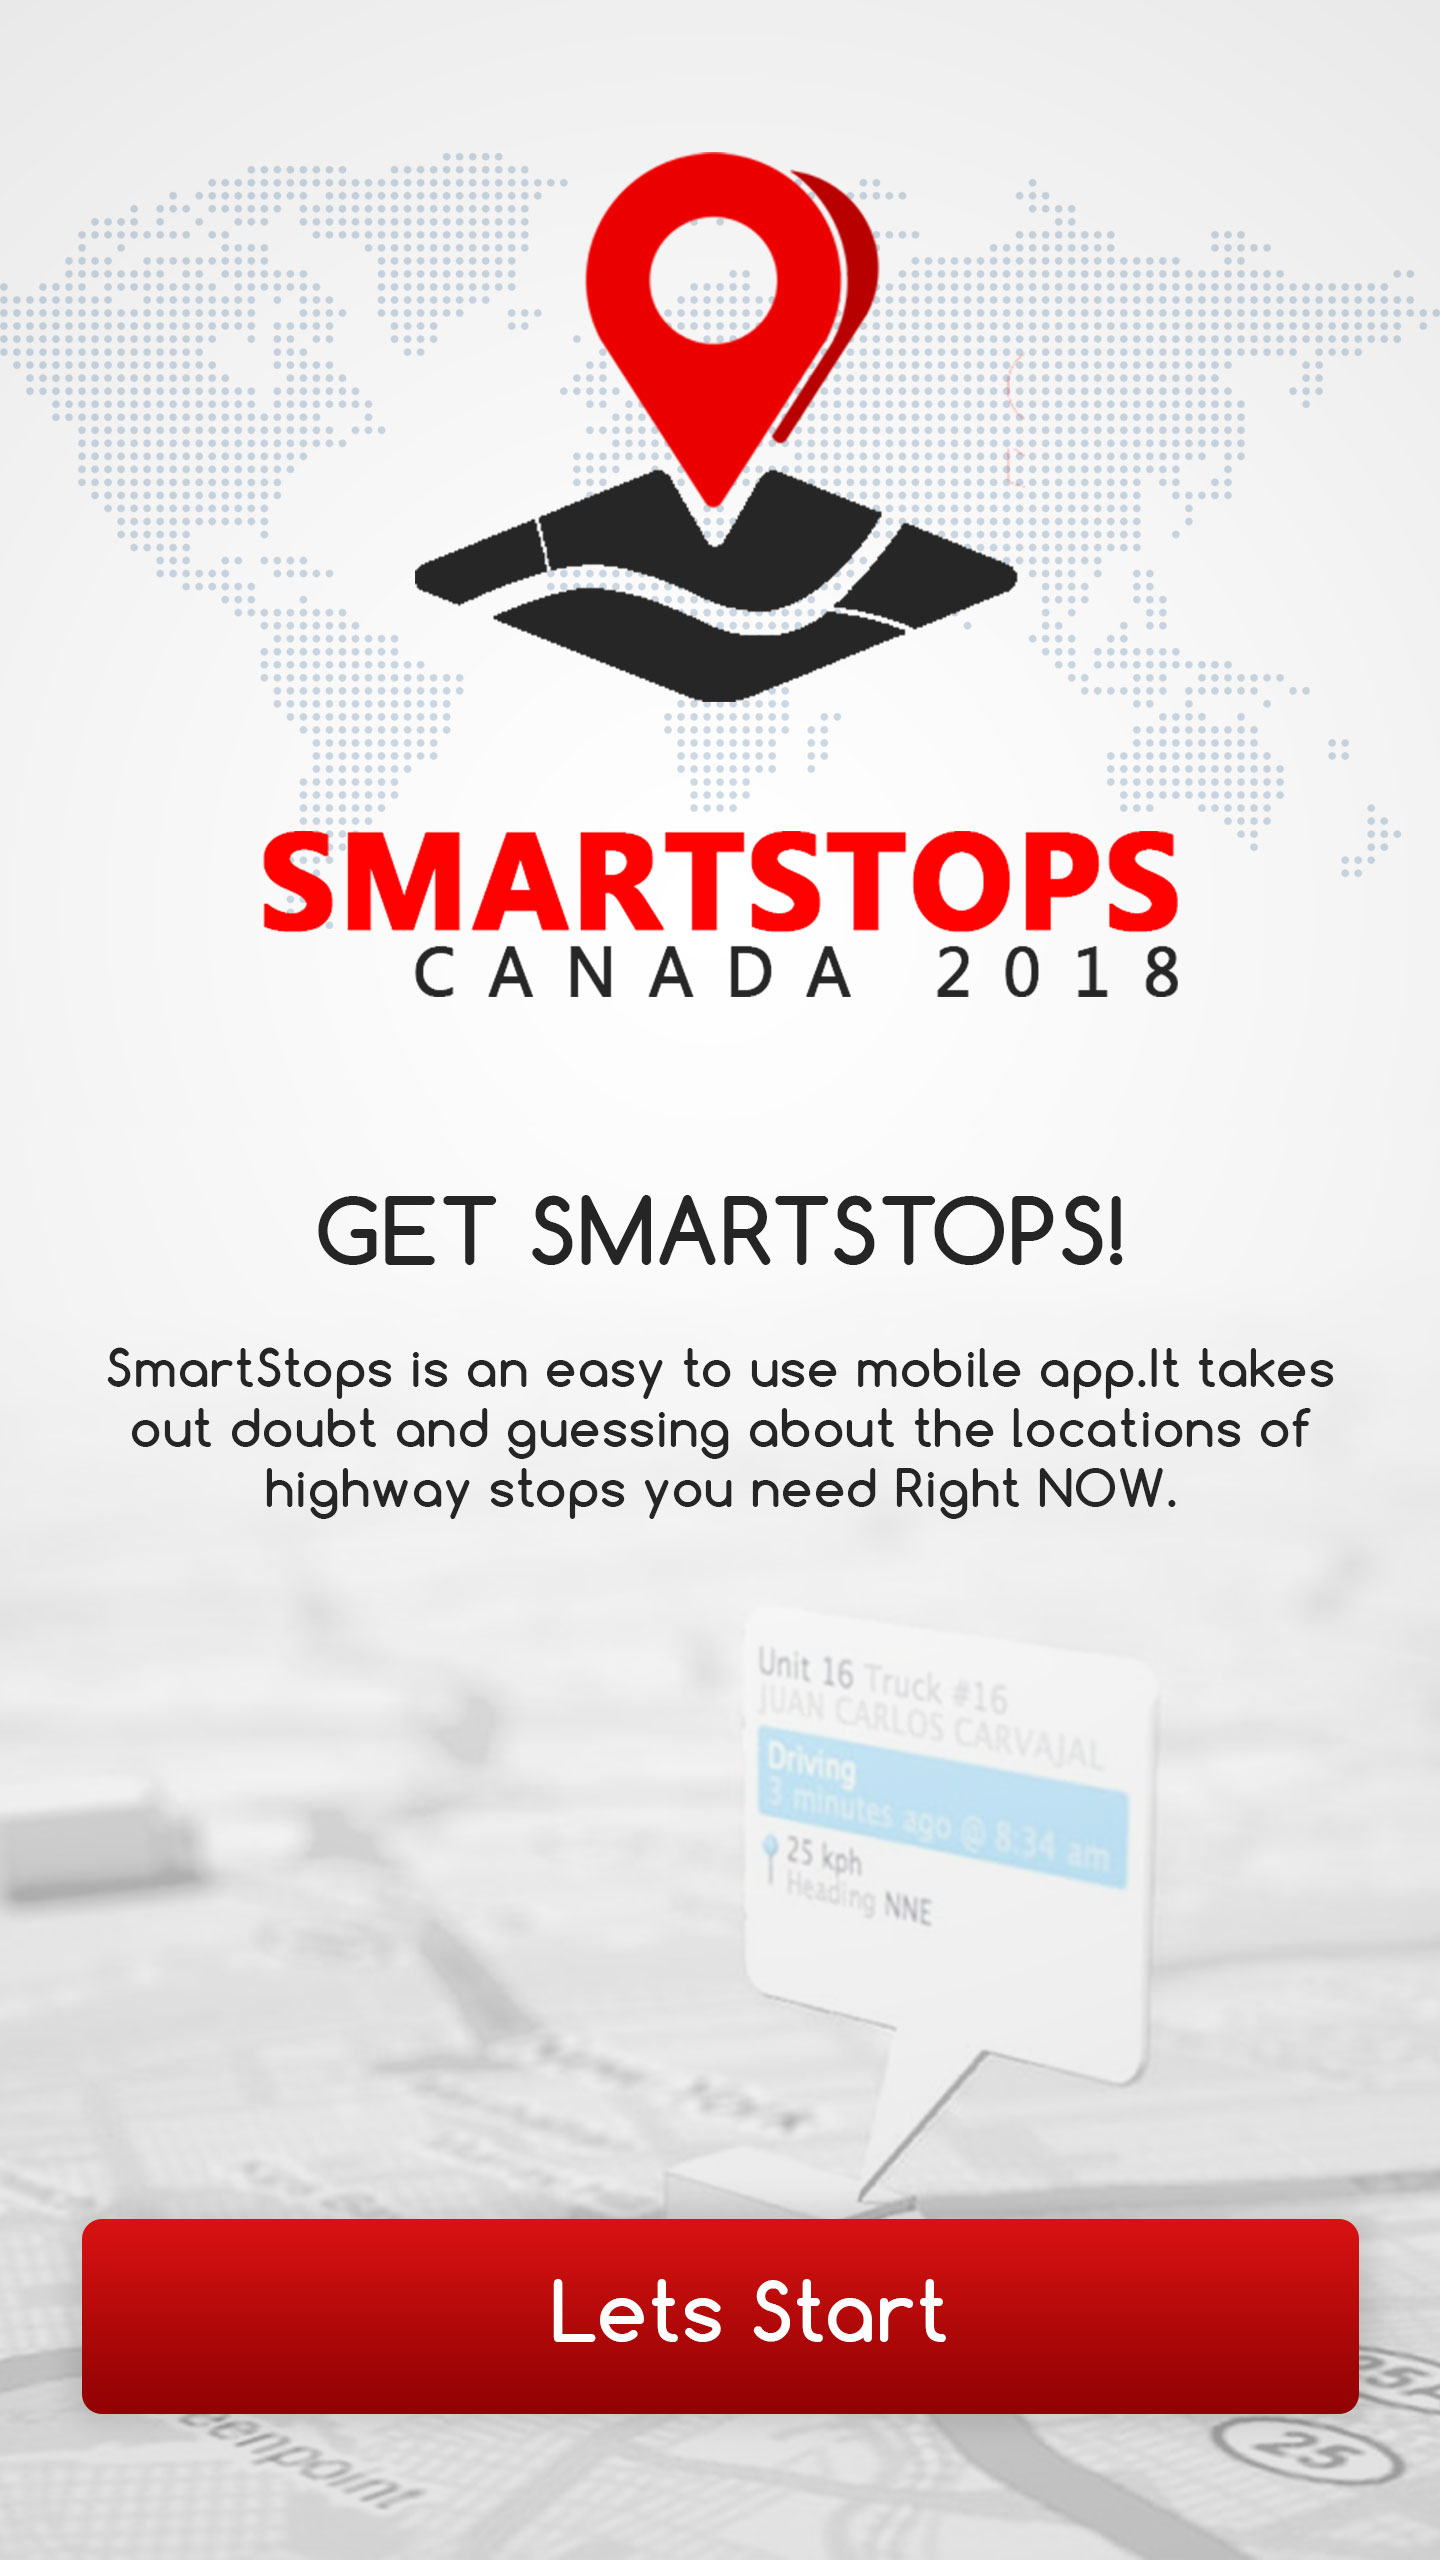 SMARTSTOPS
CANADA 2018
GET SMARTSTOPS!
SmartStops is an easy to use mobile app.It takes
out doubt and guessing about the locations of
highway stops you need Right NOW.
Unit 16 Truck #16
JUAN CARLOS CARVAJAL
Driving
3 minutes ago @ 8:34 am
25 kph
Heading NNE
Lets Start
25